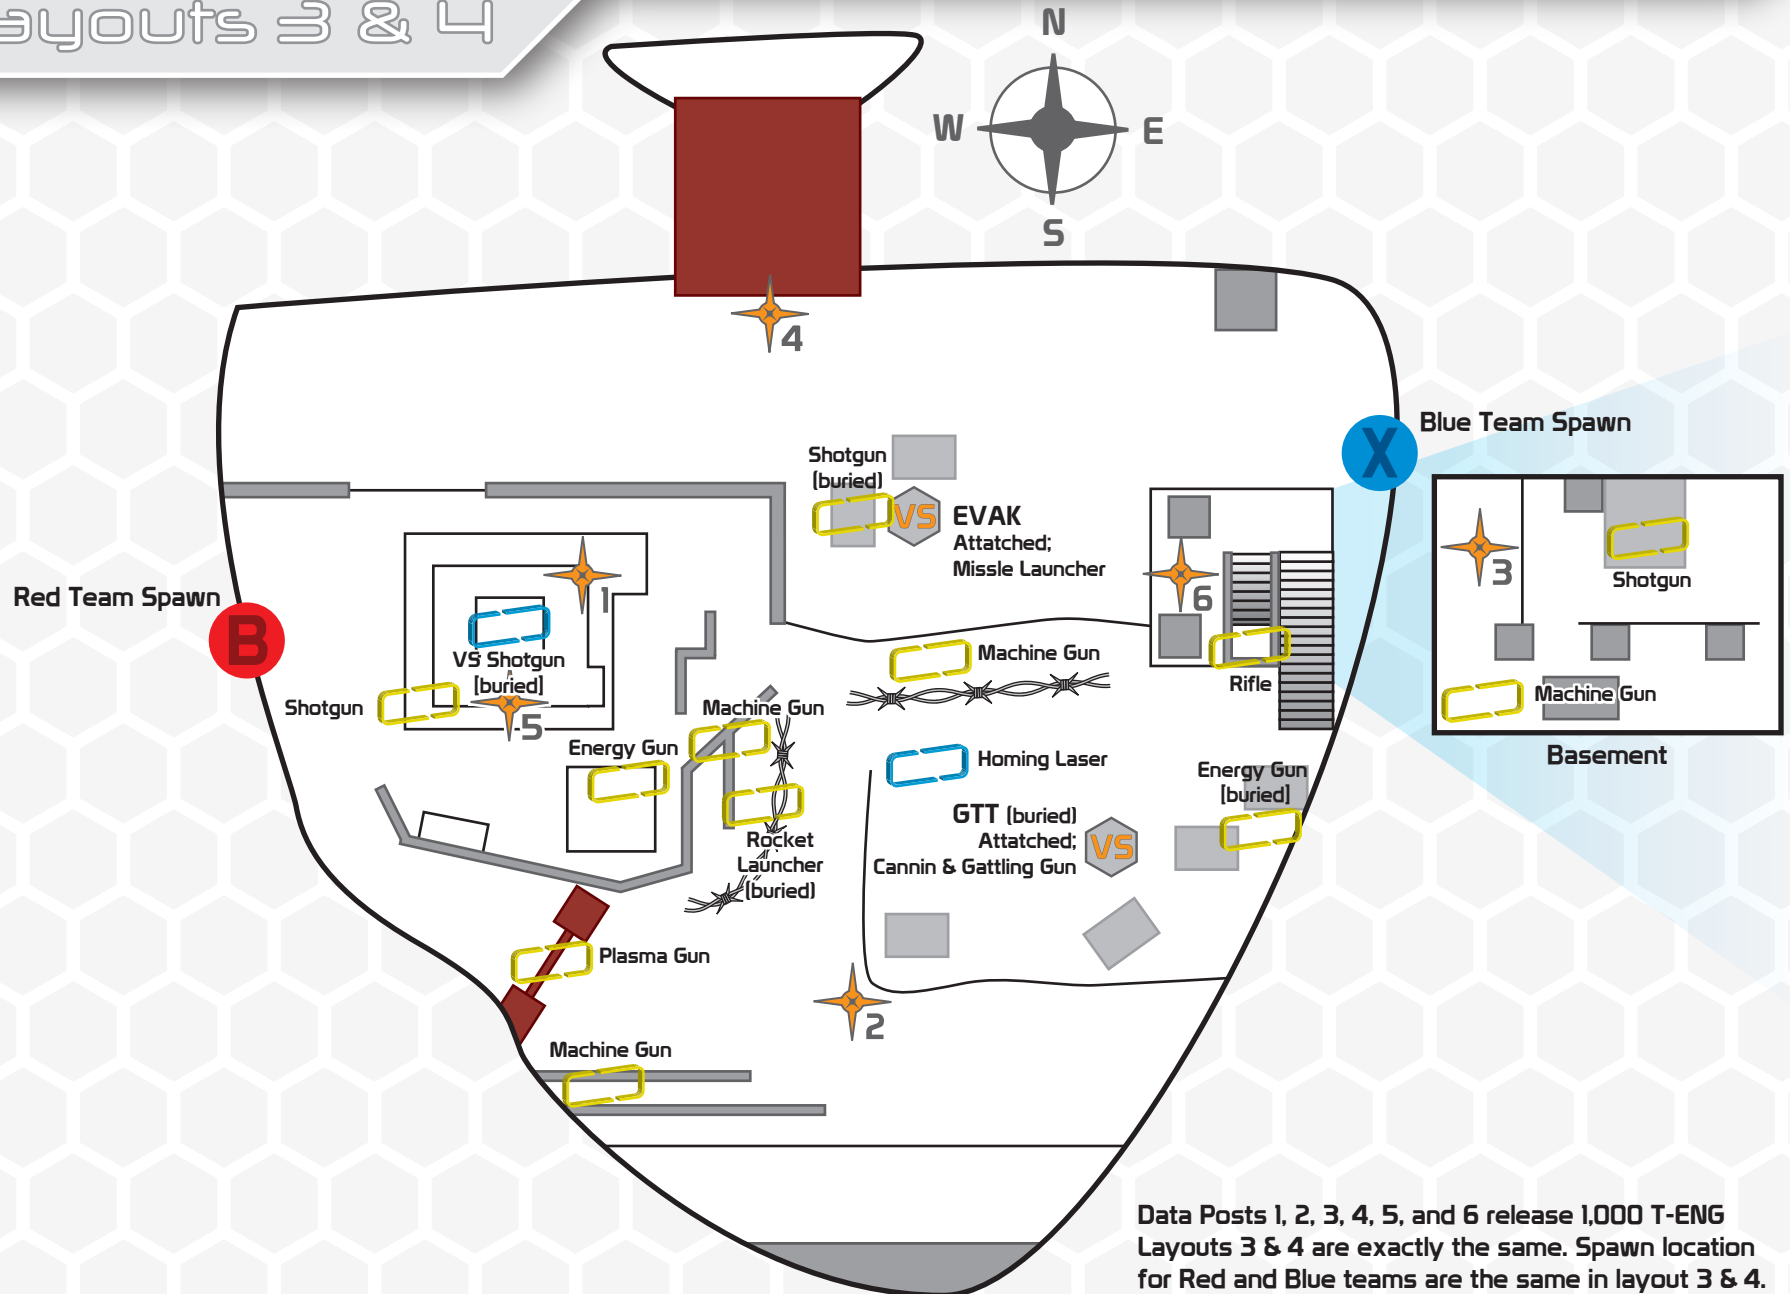 ayouts 3 & 4
N
W
E
S
4
Blue Team Spawn
X
Shotgun
(buried)
VS
EVAK
Attatched;
Missle Launcher
3
Shotgun
1
6
Red Team Spawn
B
VS Shotgun
(buried)
Machine Gun
Rifle
Machine Gun
Shotgun
5
Machine Gun
Basement
Energy Gun
Homing Laser
Energy Gun
(buried)
GTT (buried)
Attatched;
Cannin & Gattling Gun
VS
Rocket
Launcher
(buried)
Plasma Gun
2
Machine Gun
Data Posts 1, 2, 3, 4, 5, and 6 release 1,000 T-ENG
Layouts 3 & 4 are exactly the same. Spawn location
for Red and Blue teams are the same in layout 3 & 4.